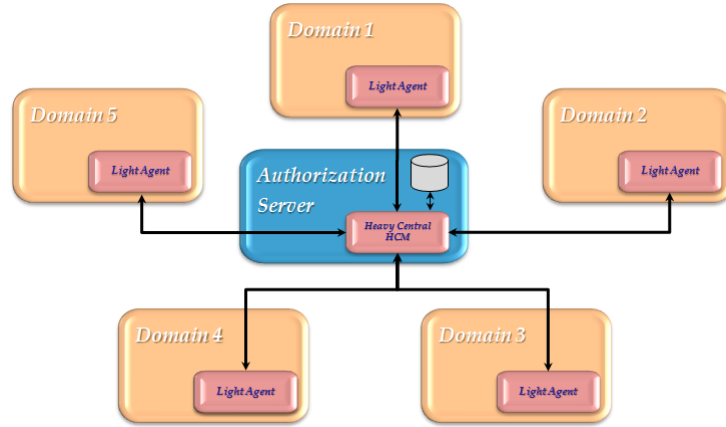 Domain 1
Light Agent
Domain 5
Light Agent
Domain 2
Light Agent
Authorization
Server
Heavy Central
HCM
Domain 4
Light Agent
Domain 3
Light Agent